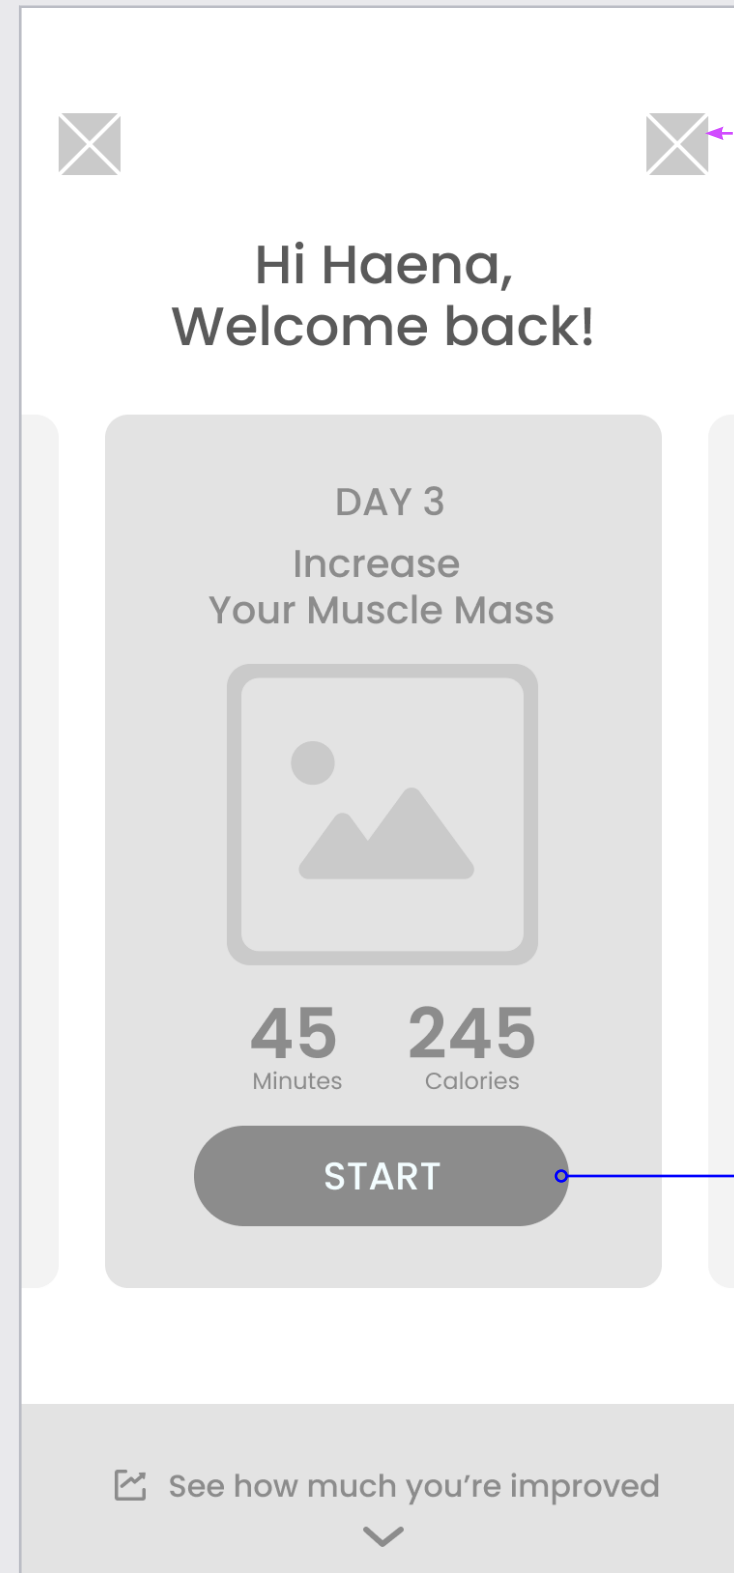 Hi Haena,
Welcome back!
DAY 3
Increase
Your Muscle Mass
45 245
Minutes Calories
START
See how much you’re improved